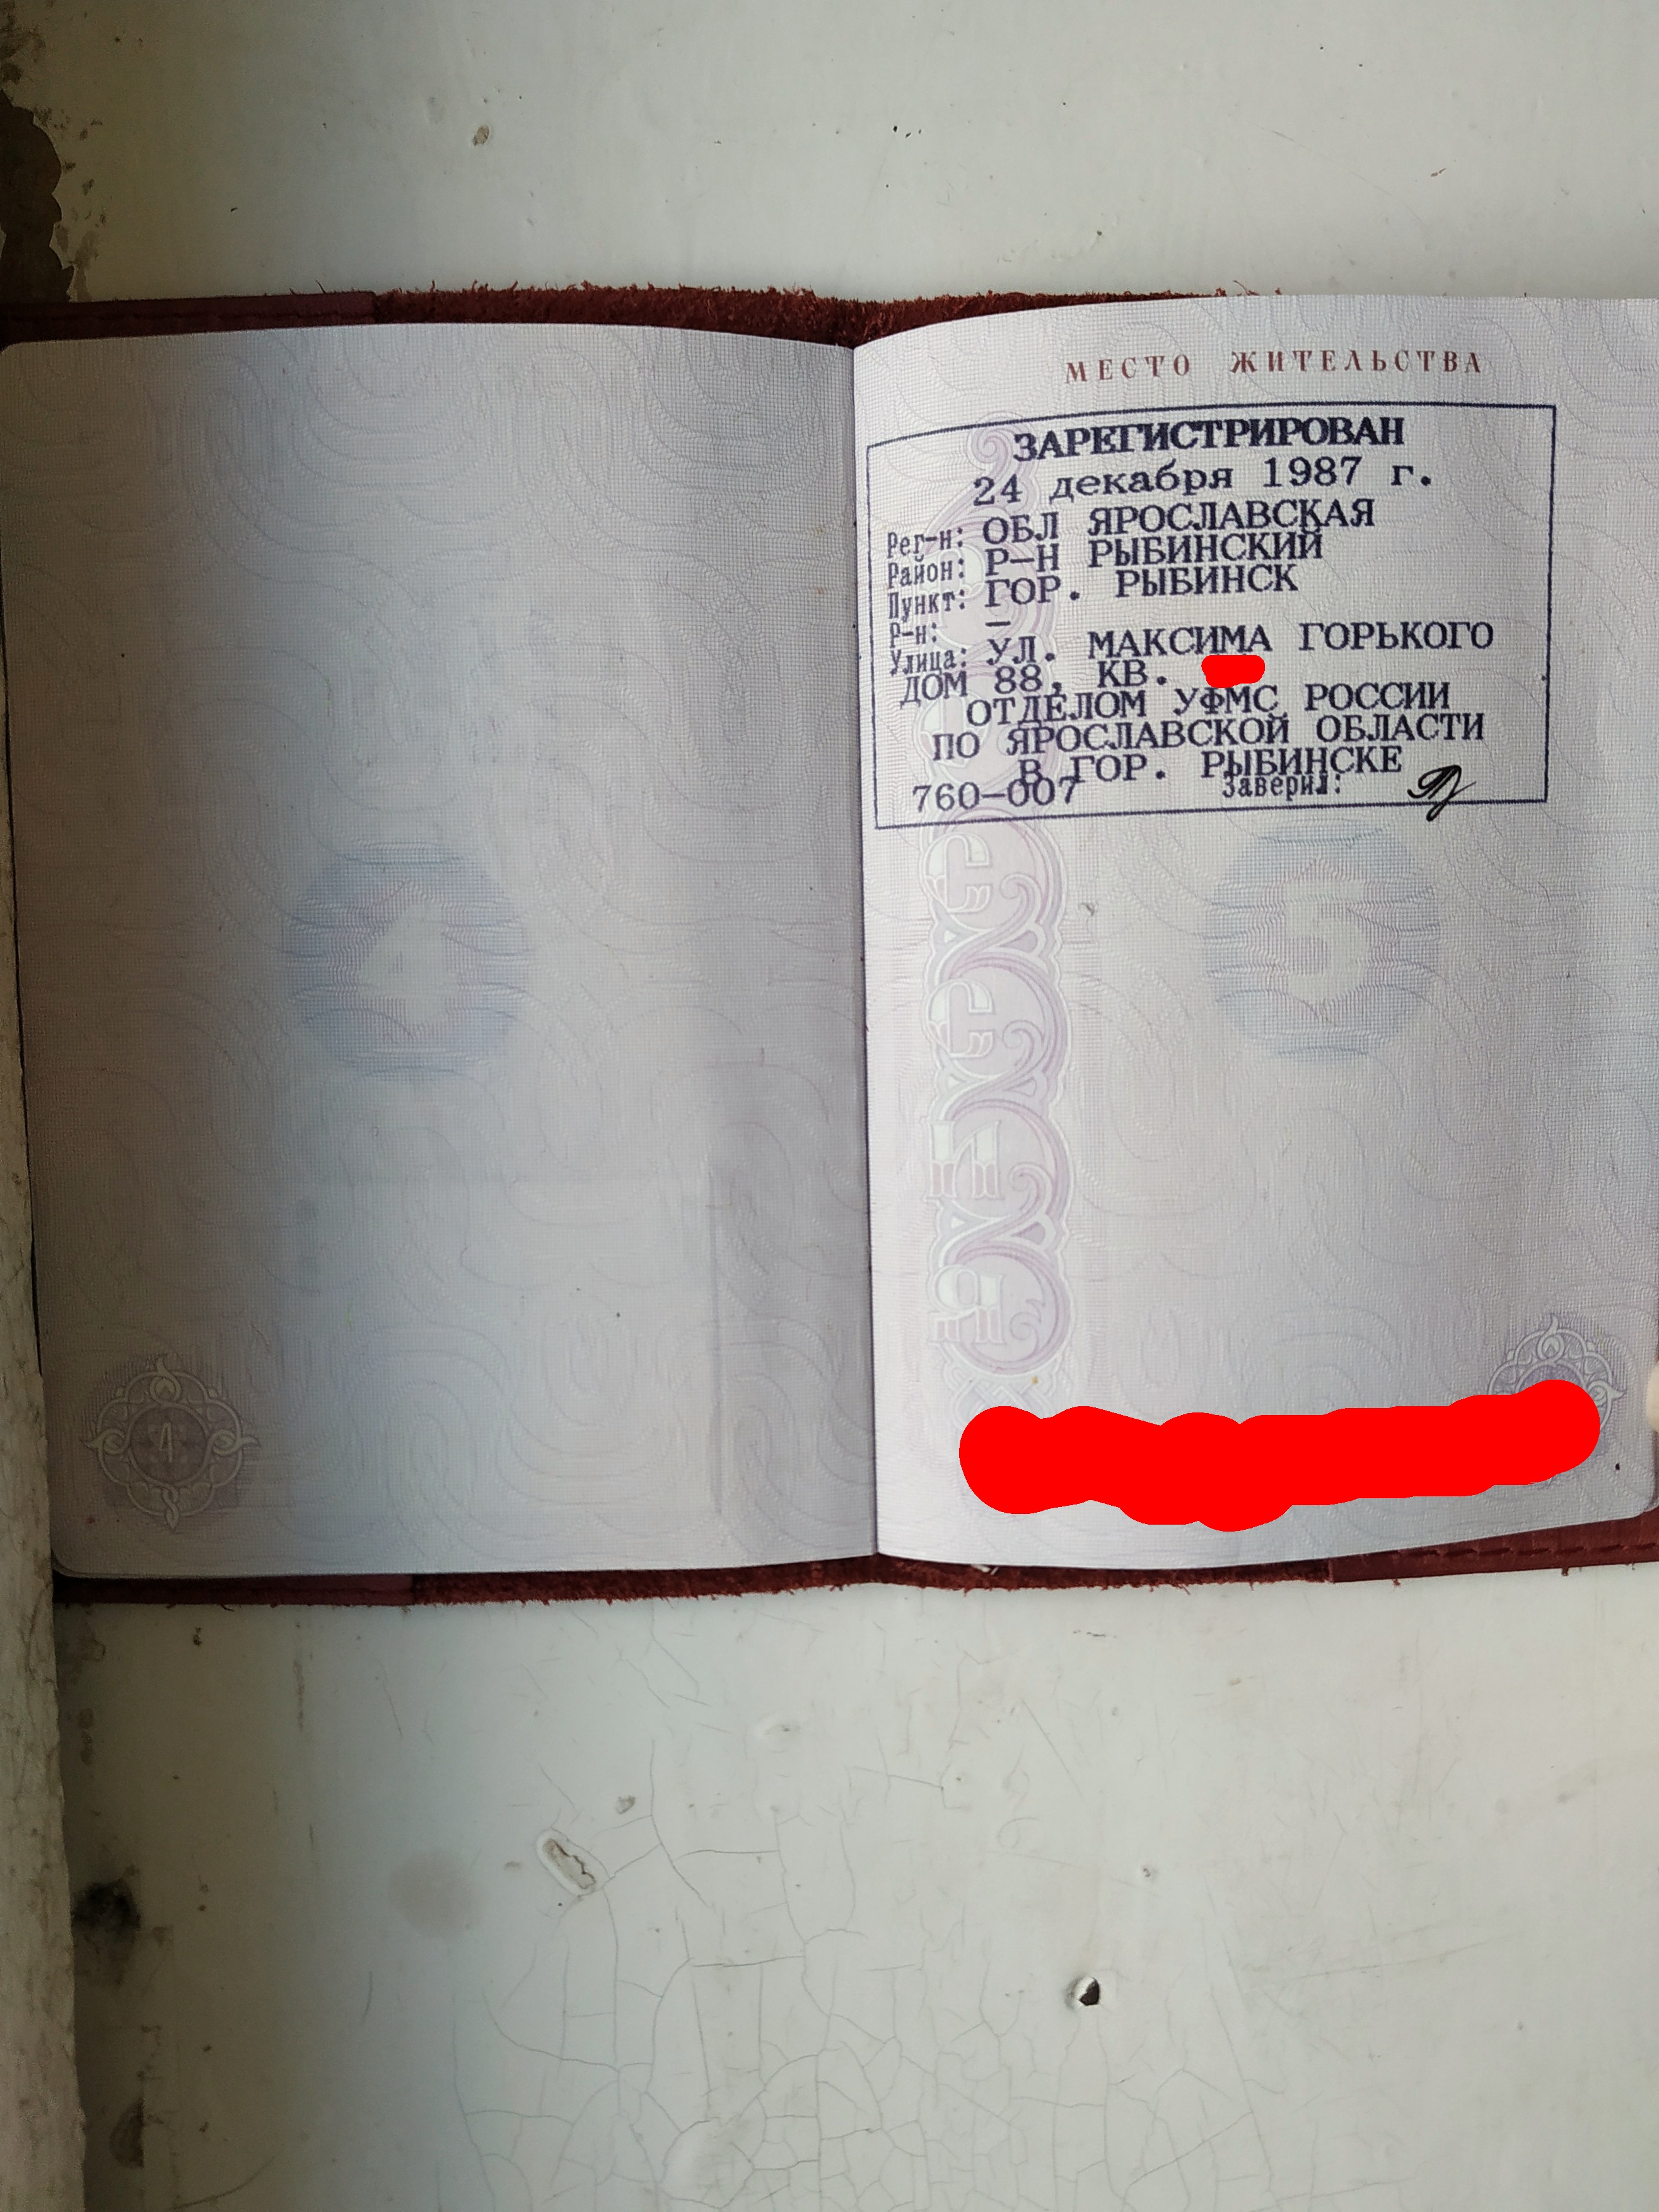 МЕСТО ЖИТЕЛЬСТВА
ЗАРЕГИСТРИРОВАН
24 декабря 1987 г.
Рег-н: ОБЛ ЯРОСЛАВСКАЯ
Район: Р-Н РЫБИНСКИЙ
Пункт: ГОР. РЫБИНСК
Р-н: –
Улица: УЛ. МАКСИМА ГОРЬКОГО
ДОМ 88, КВ.
ОТДЕЛОМ УФМС РОССИИ
ПО ЯРОСЛАВСКОЙ ОБЛАСТИ
В ГОР. РЫБИНСКЕ
760-007 Заверил:
4
5
4